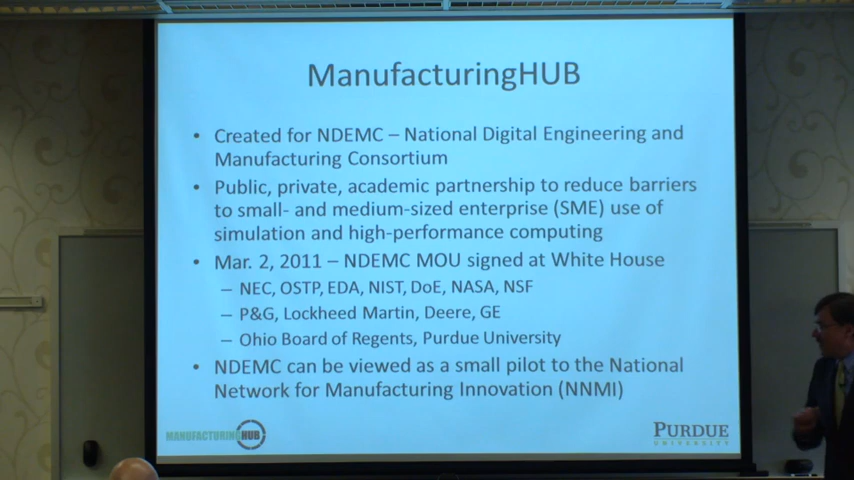 ManufacturingHUB
• Created for NDEMC – National Digital Engineering and
Manufacturing Consortium
• Public, private, academic partnership to reduce barriers
to small- and medium-sized enterprise (SME) use of
simulation and high-performance computing
• Mar. 2, 2011 – NDEMC MOU signed at White House
– NEC, OSTP, EDA, NIST, DoE, NASA, NSF
– P&G, Lockheed Martin, Deere, GE
– Ohio Board of Regents, Purdue University
• NDEMC can be viewed as a small pilot to the National
Network for Manufacturing Innovation (NNMI)
MANUFACTURINGHUB
PURDUE
UNIVERSITY